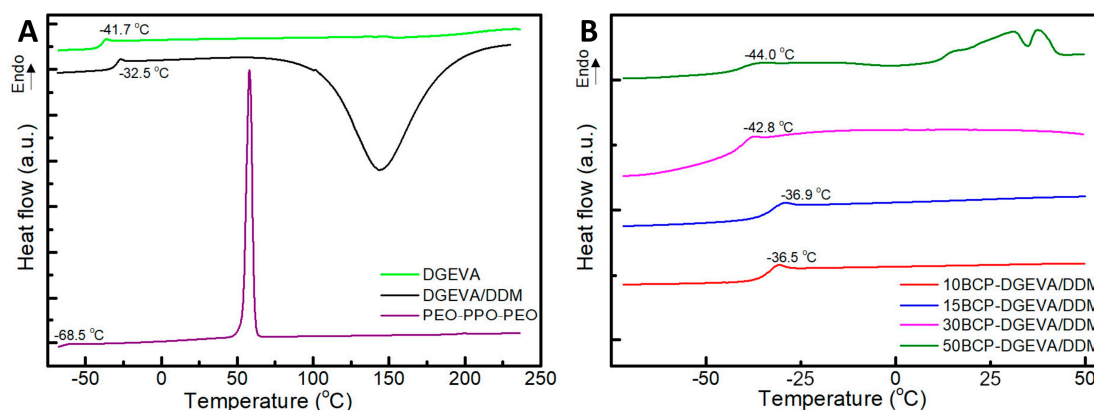 A
-41.7 °C
-32.5 °C
-68.5 °C
DGEVA
DGEVA/DDM
PEO-PPO-PEO
Heat flow (a.u.)
Endo
-50 0 50 100 150 200 250
Temperature (°C)
B
-44.0 °C
-42.8 °C
-36.9 °C
-36.5 °C
10BCP-DGEVA/DDM
15BCP-DGEVA/DDM
30BCP-DGEVA/DDM
50BCP-DGEVA/DDM
Heat flow (a.u.)
Endo
-50 -25 0 25 50
Temperature (°C)